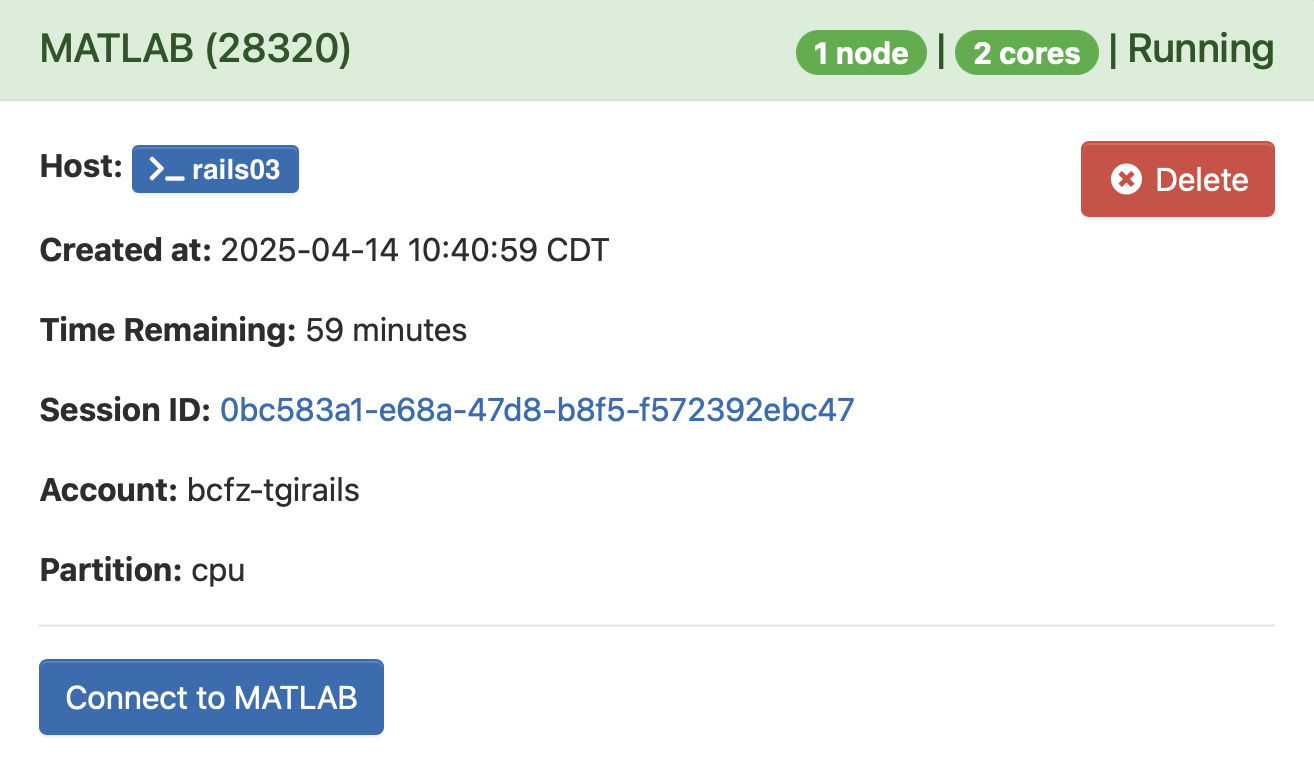 MATLAB (28320)
1 node | 2 cores | Running
Host: >_ rails03
Delete
Created at: 2025-04-14 10:40:59 CDT
Time Remaining: 59 minutes
Session ID: 0bc583a1-e68a-47d8-b8f5-f572392ebc47
Account: bcfz-tgirails
Partition: cpu
Connect to MATLAB